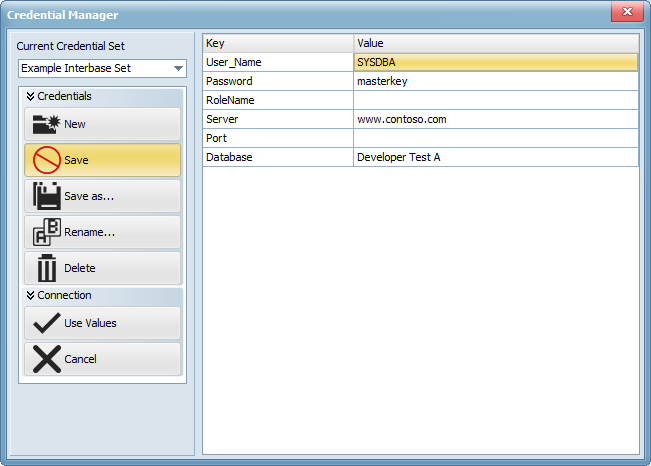 Credential Manager
Current Credential Set
Example Interbase Set
Credentials
New
Save
Save as...
Rename...
Delete
Connection
Use Values
Cancel
Key Value
User_Name SYSDBA
Password masterkey
RoleName
Server www.contoso.com
Port
Database Developer Test A